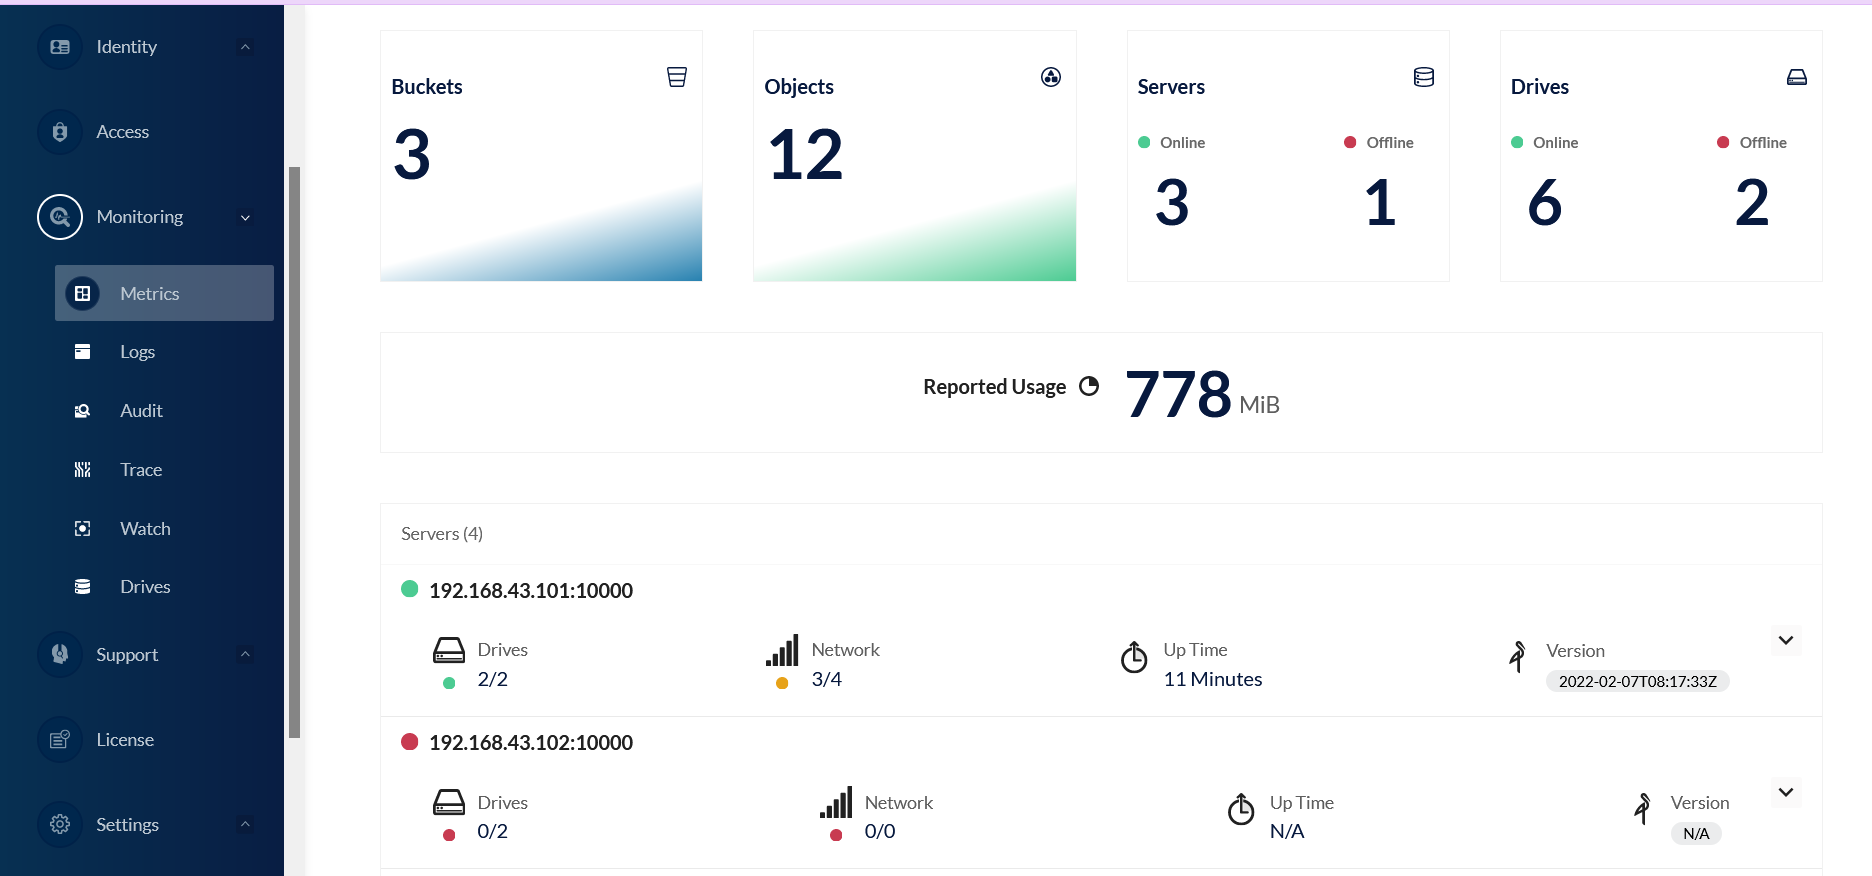 Identity
Access
Monitoring
Metrics
Logs
Audit
Trace
Watch
Drives
Support
License
Settings
Buckets
3
Objects
12
Servers
Online Offline
3 1
Drives
Online Offline
6 2
Reported Usage 778 MiB
Servers (4)
192.168.43.101:10000
Drives Network Up Time Version
2/2 3/4 11 Minutes 2022-02-07T08:17:33Z
192.168.43.102:10000
Drives Network Up Time Version
0/2 0/0 N/A N/A